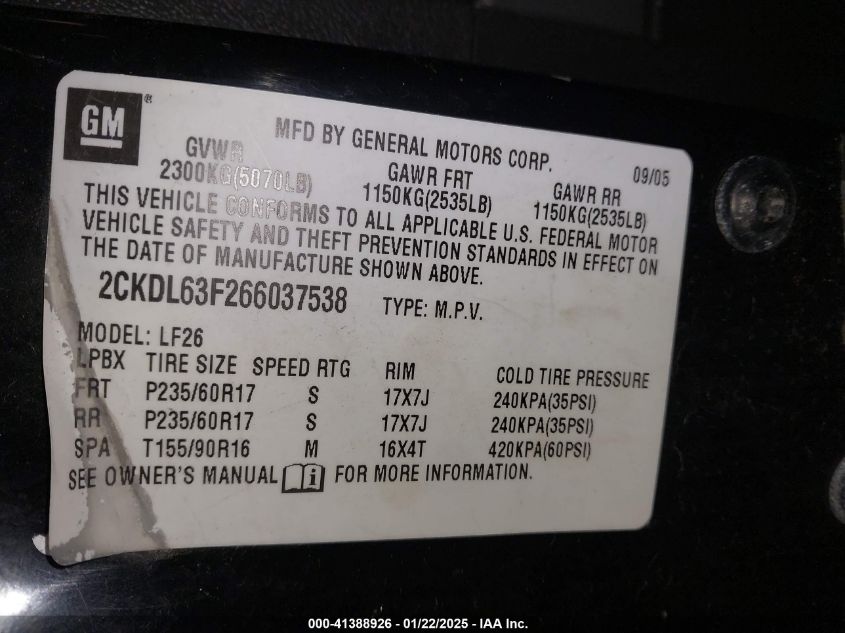 GM®
MFD BY GENERAL MOTORS CORP. 09/05
GVWR GAWR FRT GAWR RR
2300KG(5070LB) 1150KG(2535LB) 1150KG(2535LB)
THIS VEHICLE CONFORMS TO ALL APPLICABLE U.S. FEDERAL MOTOR
VEHICLE SAFETY AND THEFT PREVENTION STANDARDS IN EFFECT ON
THE DATE OF MANUFACTURE SHOWN ABOVE.
2CKDL63F266037538 TYPE: M.P.V.
MODEL: LF26
LPBX TIRE SIZE SPEED RTG RIM COLD TIRE PRESSURE
FRT P235/60R17 S 17X7J 240KPA(35PSI)
RR P235/60R17 S 17X7J 240KPA(35PSI)
SPA T155/90R16 M 16X4T 420KPA(60PSI)
SEE OWNER'S MANUAL i FOR MORE INFORMATION.
000-41388926 - 01/22/2025 - IAA Inc.